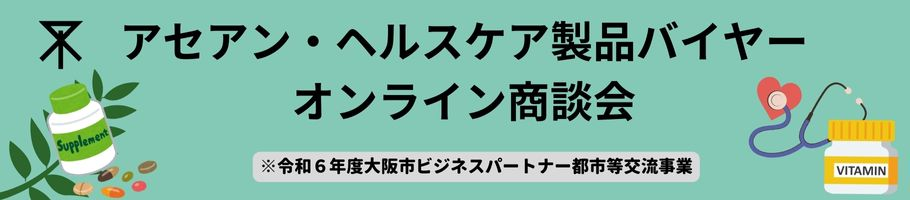 アセアン・ヘルスケア製品バイヤー
オンライン商談会
Supplement
※令和６年度大阪市ビジネスパートナー都市等交流事業
VITAMIN